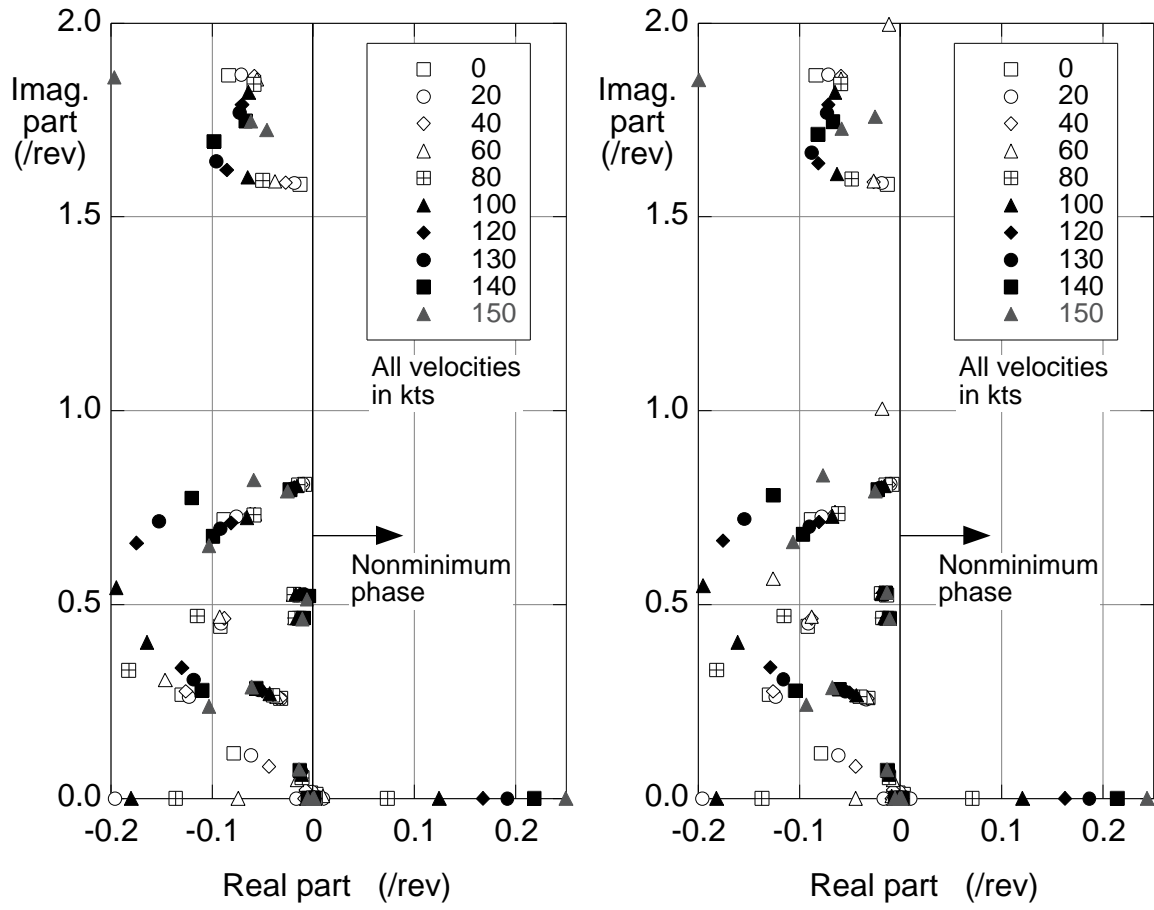 2.0
Imag.
part
(/rev)
1.5
1.0
0.5
0.0
0
20
40
60
80
100
120
130
140
150
All velocities
in kts
Nonminimum
phase
-0.2
-0.1
0
0.1
0.2
Real part (/rev)
2.0
Imag.
part
(/rev)
1.5
1.0
0.5
0.0
0
20
40
60
80
100
120
130
140
150
All velocities
in kts
Nonminimum
phase
-0.2
-0.1
0
0.1
0.2
Real part (/rev)